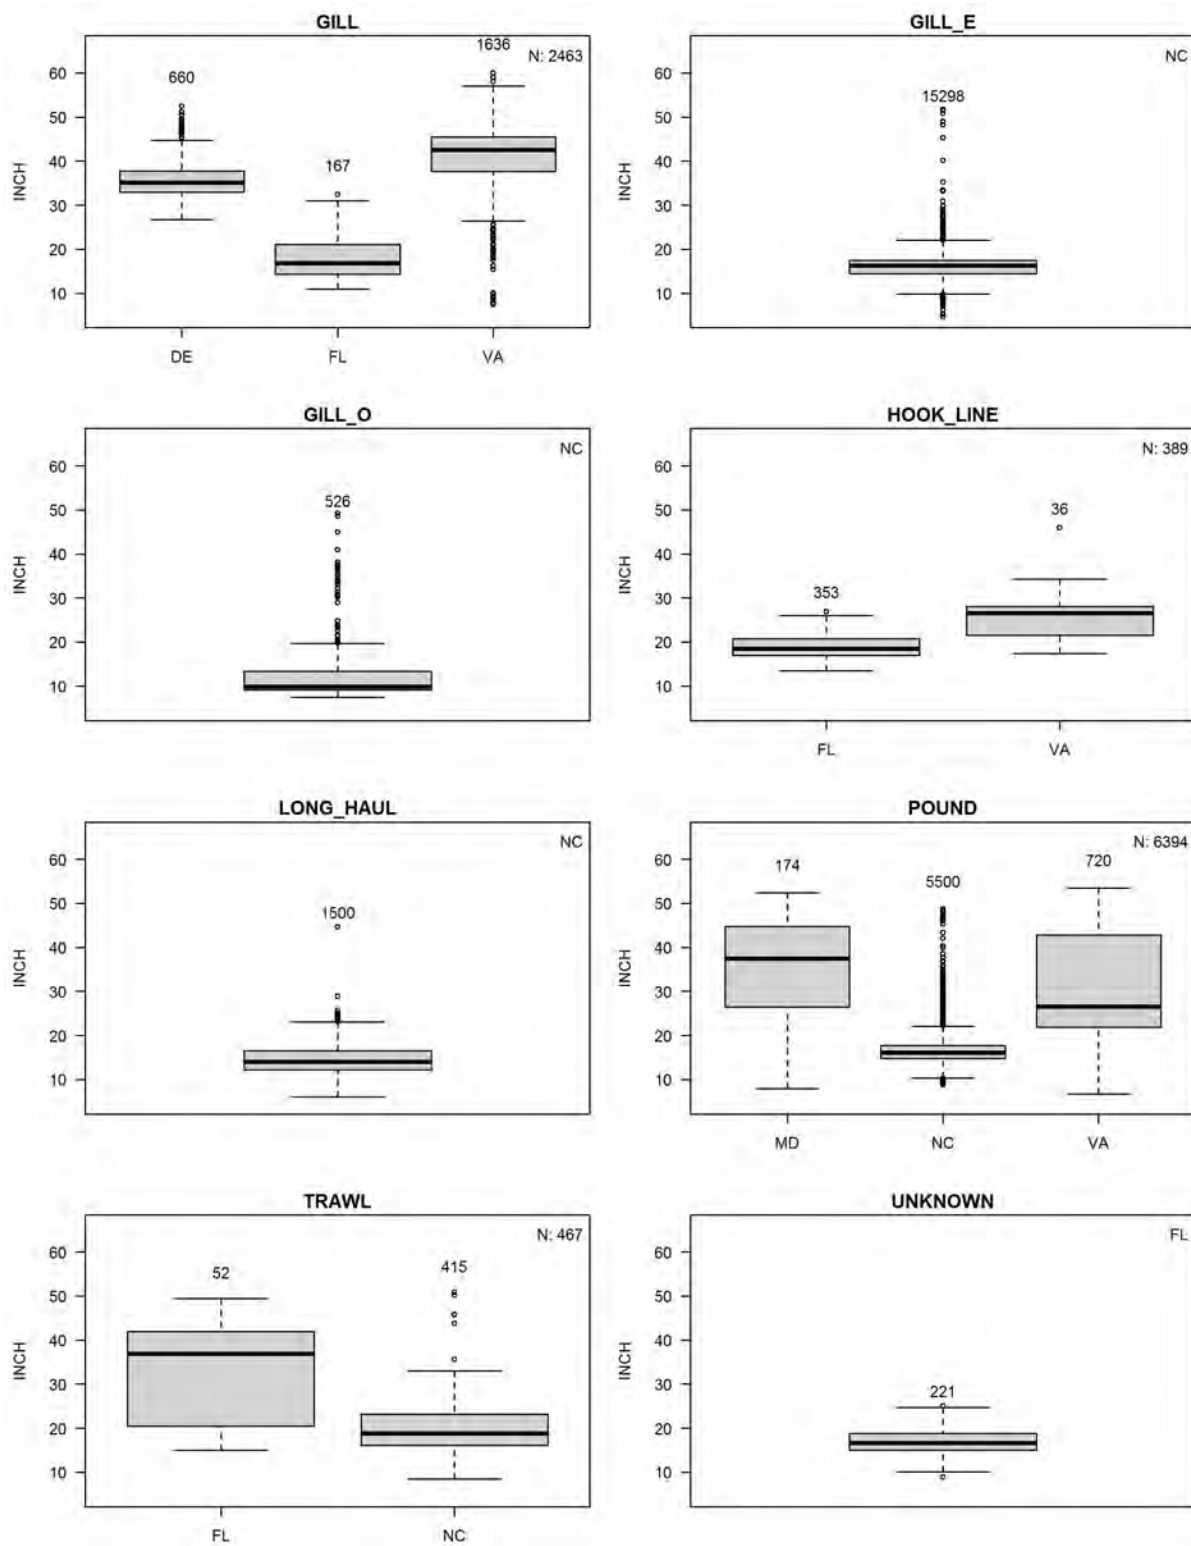 GILL
N: 2463
INCH
60
50
40
30
20
10
660
167
1636
DE
FL
VA
GILL_E
NC
INCH
60
50
40
30
20
10
15298
GILL_O
NC
INCH
60
50
40
30
20
10
526
HOOK_LINE
N: 389
INCH
60
50
40
30
20
10
353
36
FL
VA
LONG_HAUL
NC
INCH
60
50
40
30
20
10
1500
POUND
N: 6394
INCH
60
50
40
30
20
10
174
5500
720
MD
NC
VA
TRAWL
N: 467
INCH
60
50
40
30
20
10
52
415
FL
NC
UNKNOWN
FL
INCH
60
50
40
30
20
10
221